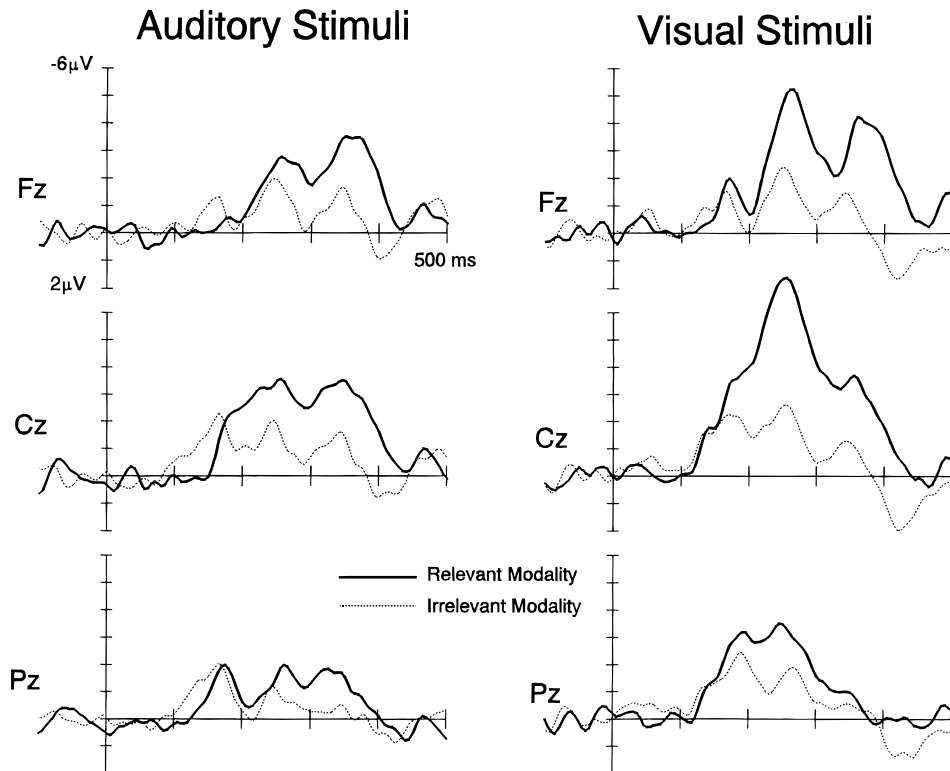 Auditory Stimuli
Visual Stimuli
-6µV
Fz
Fz
500 ms
2µV
Cz
Cz
Relevant Modality
Irrelevant Modality
Pz
Pz